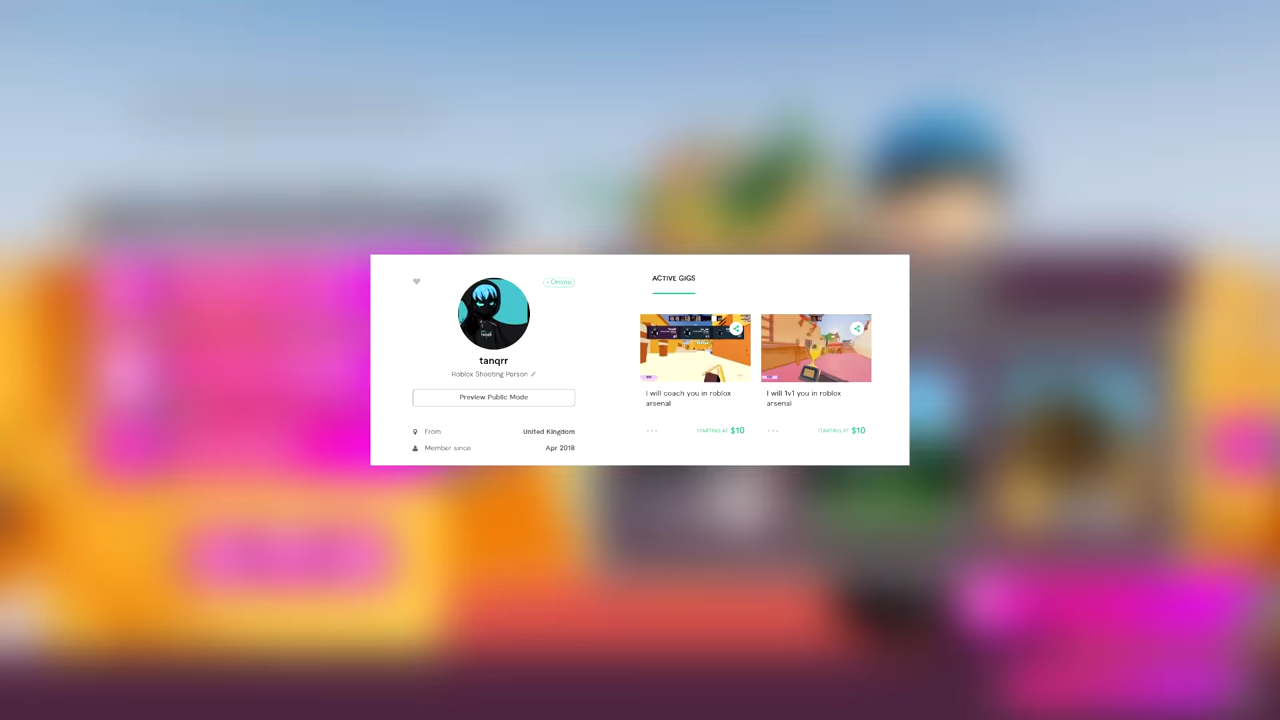 • Online
tanqrr
Roblox Shooting Person
Preview Public Mode
From United Kingdom
Member since Apr 2018
ACTIVE GIGS
I will coach you in roblox
arsenal
STARTING AT $10
I will 1v1 you in roblox
arsenal
STARTING AT $10